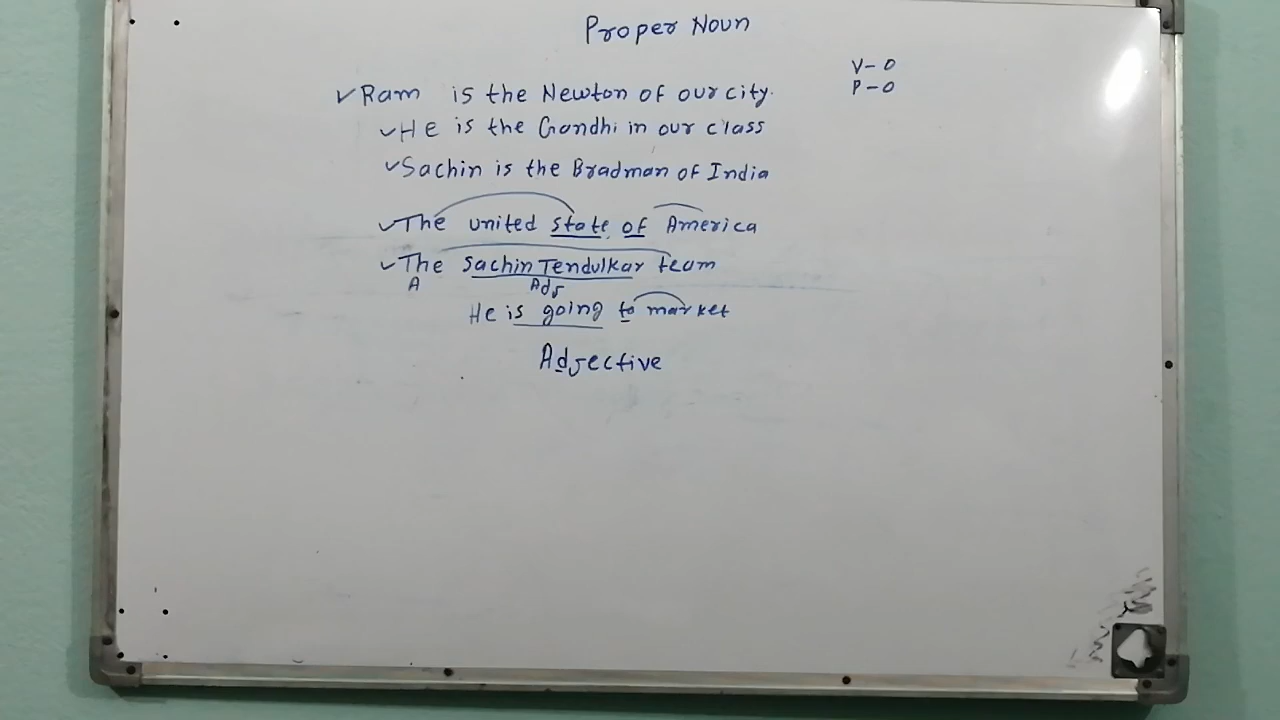 Proper Noun
V- O
P - O
✓Ram is the Newton of our city.
✓He is the Gandhi in our class
✓Sachin is the Bradman of India
✓The united state of America
✓The Sachin Tendulkar team
A Adj
He is going to market
Adjective